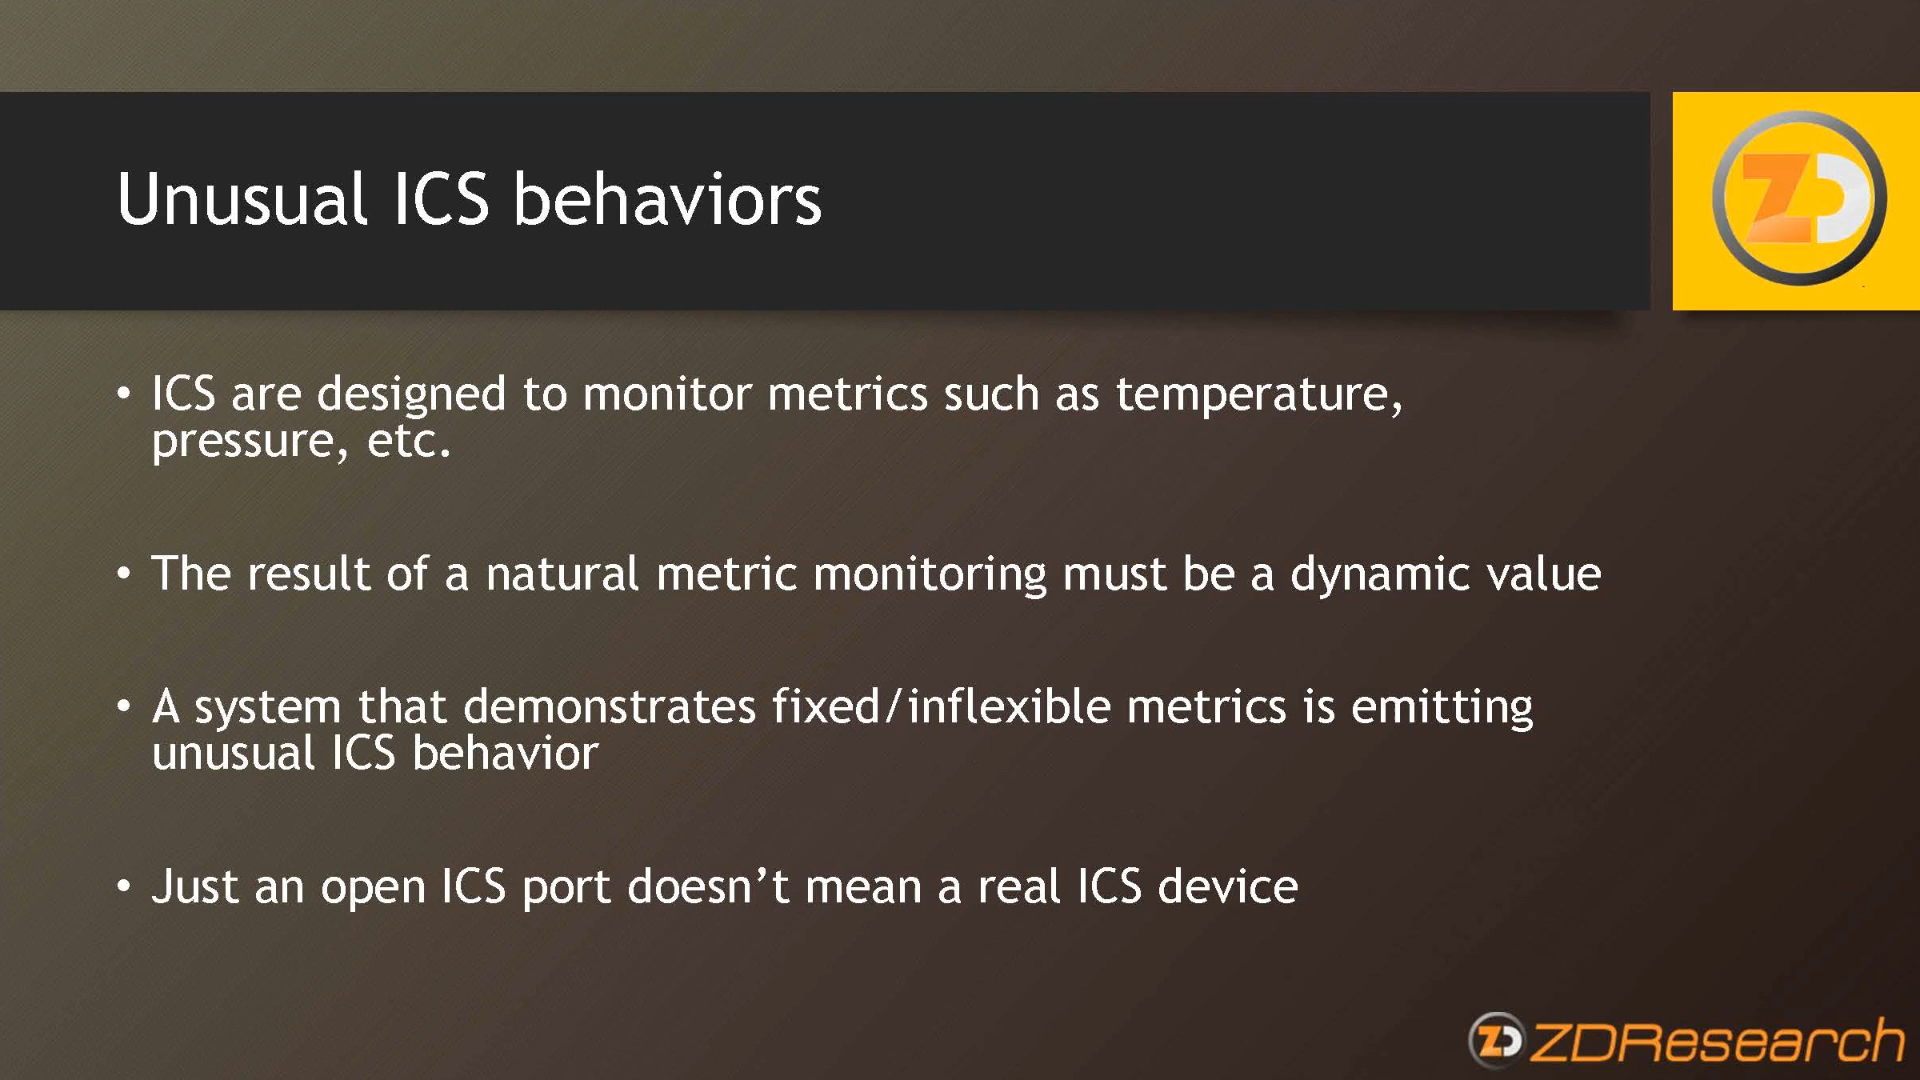 Unusual ICS behaviors
ZD
• ICS are designed to monitor metrics such as temperature,
pressure, etc.
• The result of a natural metric monitoring must be a dynamic value
• A system that demonstrates fixed/inflexible metrics is emitting
unusual ICS behavior
• Just an open ICS port doesn’t mean a real ICS device
ZD ZDResearch